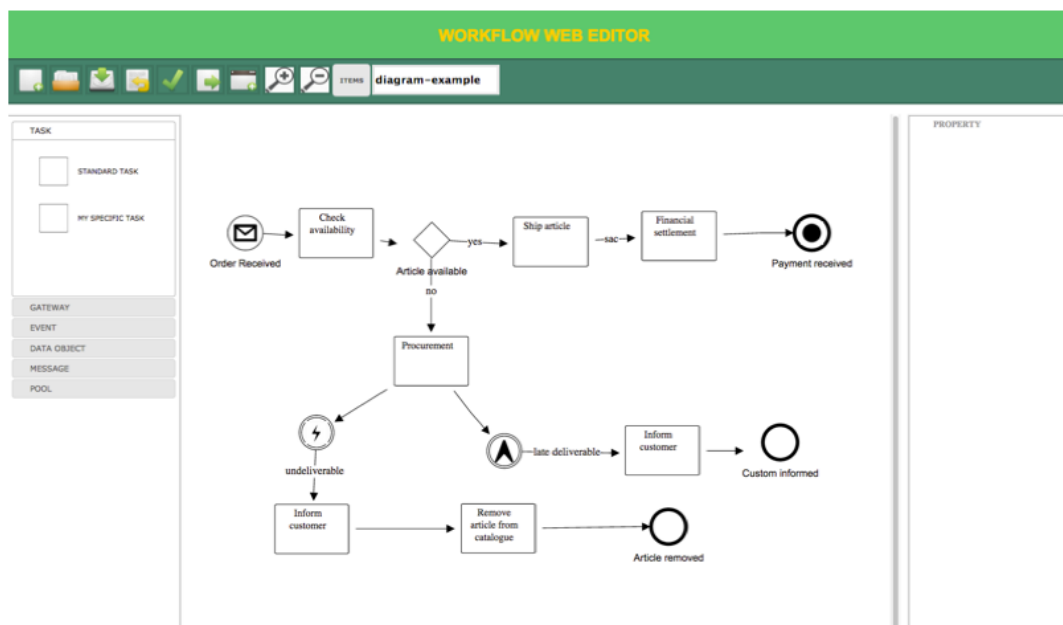 WORKFLOW WEB EDITOR
ITEMS
diagram-example
TASK
STANDARD TASK
MY SPECIFIC TASK
GATEWAY
EVENT
DATA OBJECT
MESSAGE
POOL
PROPERTY
Order Received
Check
availability
Article available
yes
no
Ship article
sac
Financial
settlement
Payment received
Procurement
undeliverable
late deliverable
Inform
customer
Custom informed
Inform
customer
Remove
article from
catalogue
Article removed